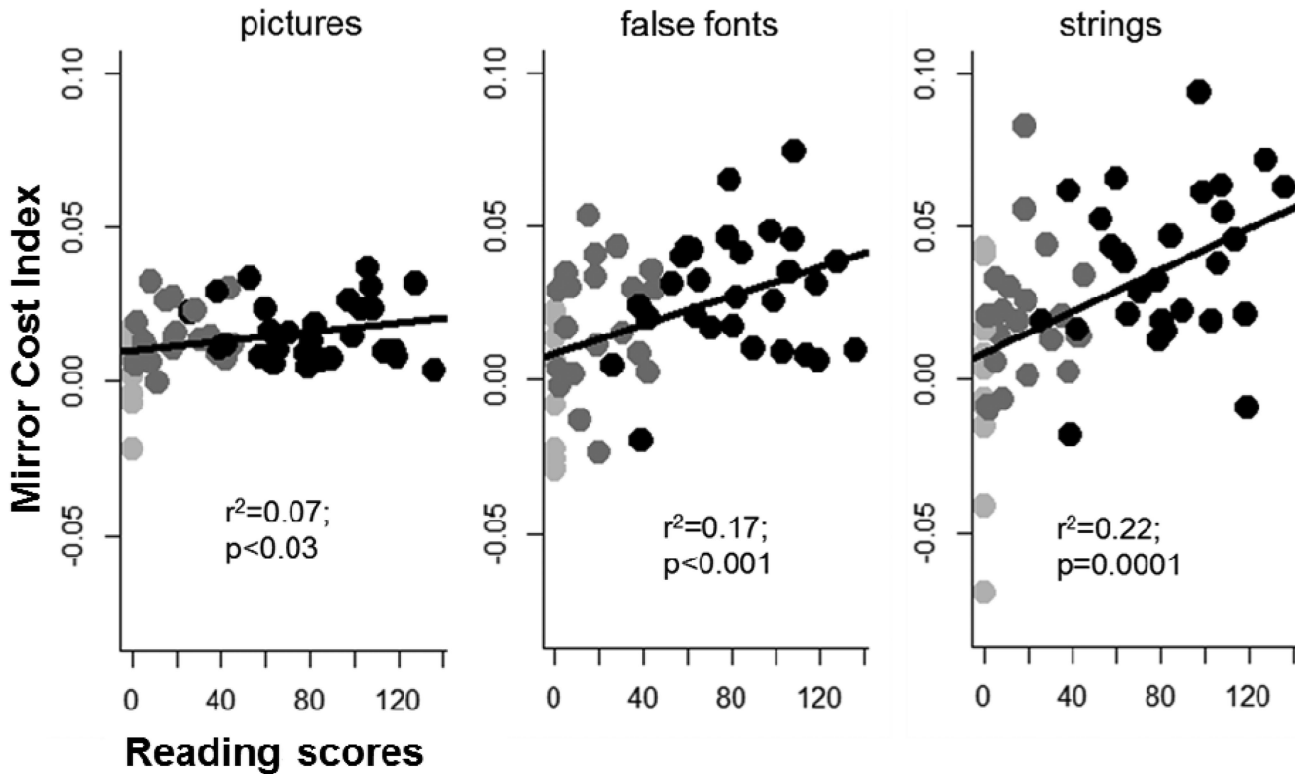 pictures
false fonts
strings
Mirror Cost Index
0.10
0.05
0.00
-0.05
r²=0.07;
p<0.03
0 40 80 120
0.10
0.05
0.00
-0.05
r²=0.17;
p<0.001
0 40 80 120
0.10
0.05
0.00
-0.05
r²=0.22;
p=0.0001
0 40 80 120
Reading scores